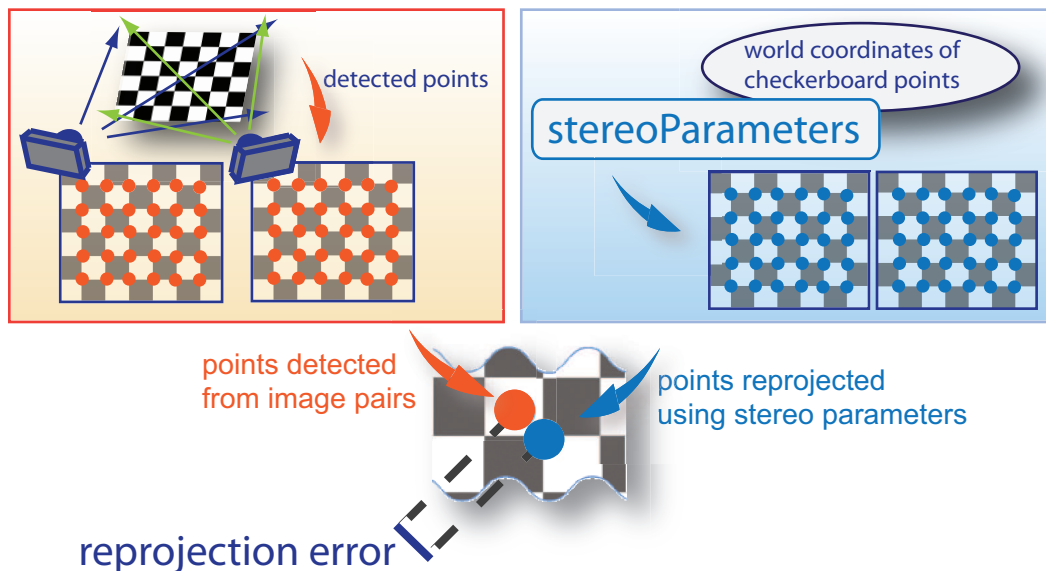 detected points
world coordinates of
checkerboard points
stereoParameters
points detected
from image pairs
points reprojected
using stereo parameters
reprojection error